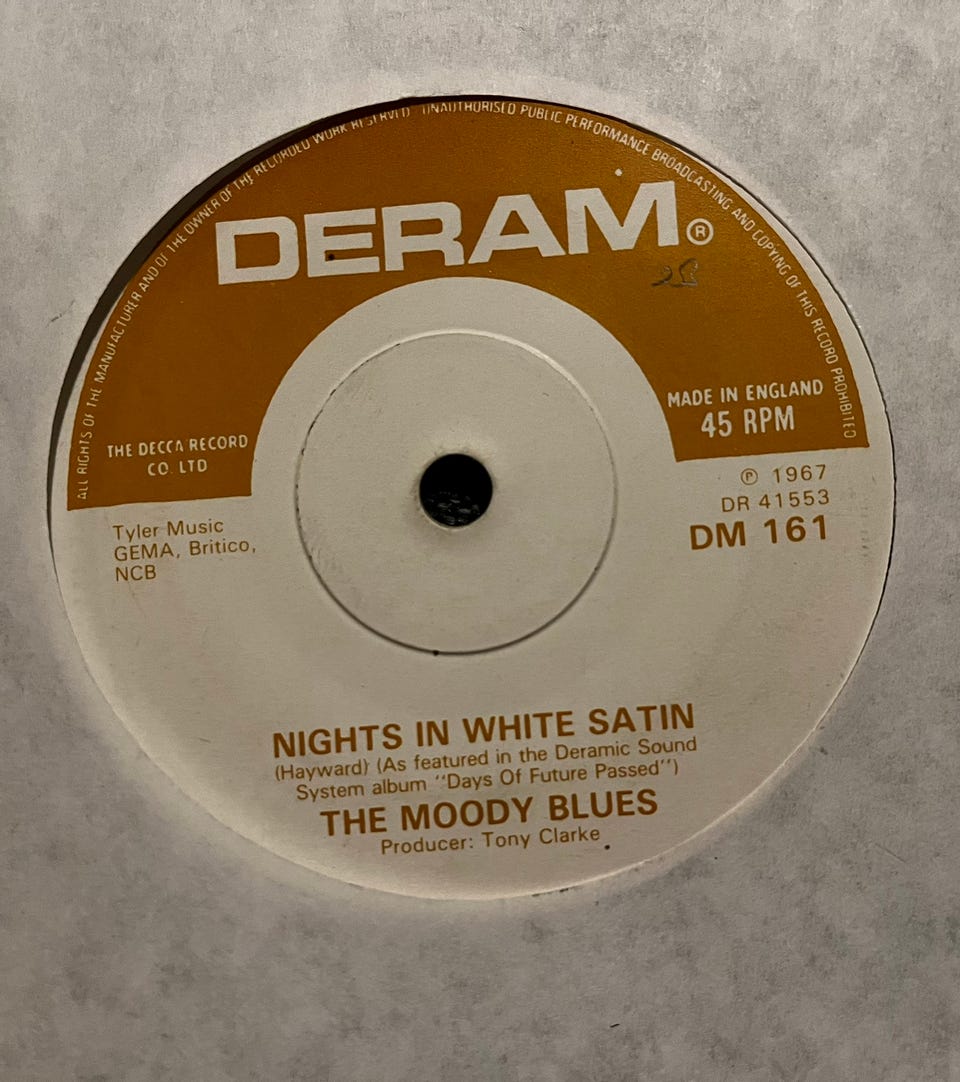 ALL RIGHTS OF THE MANUFACTURER AND OF THE OWNER OF THE RECORDED WORK RESERVED UNAUTHORISED PUBLIC PERFORMANCE BROADCASTING AND COPYING OF THIS RECORD PROHIBITED
DERAM®
MADE IN ENGLAND
45 RPM
THE DECCA RECORD
CO. LTD
℗ 1967
DR 41553
DM 161
Tyler Music
GEMA, Britico,
NCB
NIGHTS IN WHITE SATIN
(Hayward) (As featured in the Deramic Sound
System album "Days Of Future Passed")
THE MOODY BLUES
Producer: Tony Clarke